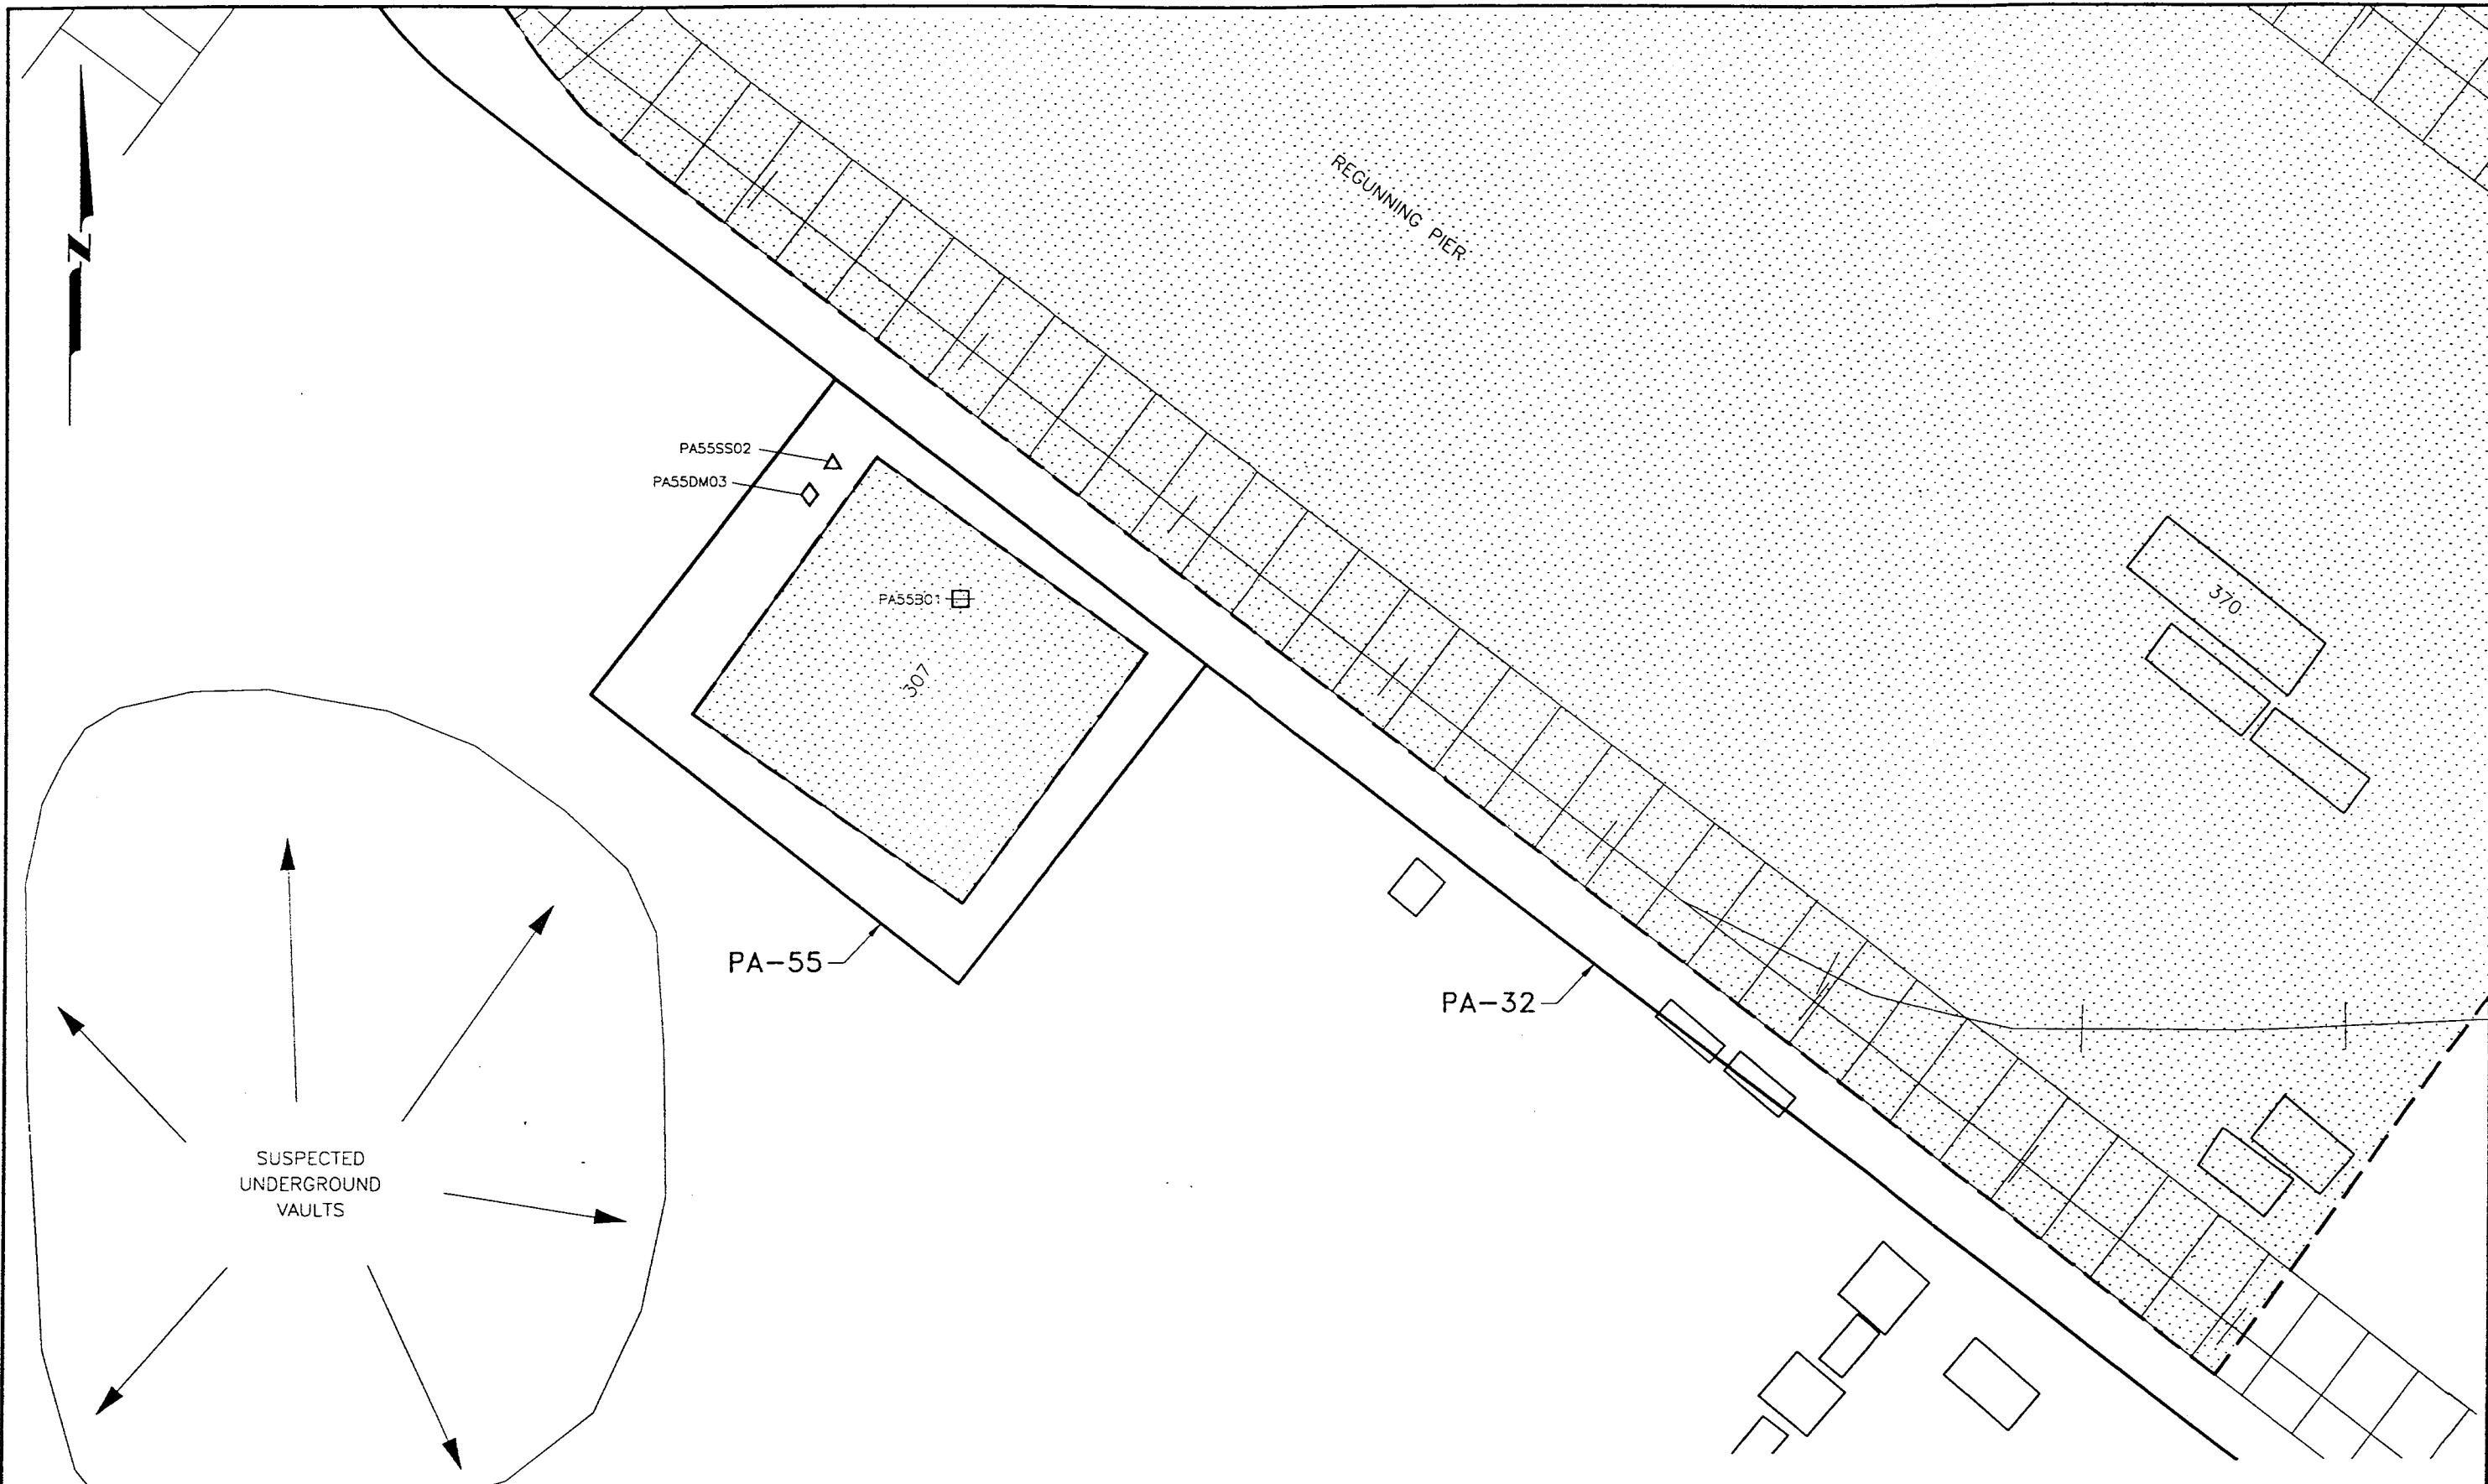 N
REGUNNING PIER
PA55SS02
PA55DM03
PA55B01
307
370
PA-55
PA-32
SUSPECTED
UNDERGROUND
VAULTS